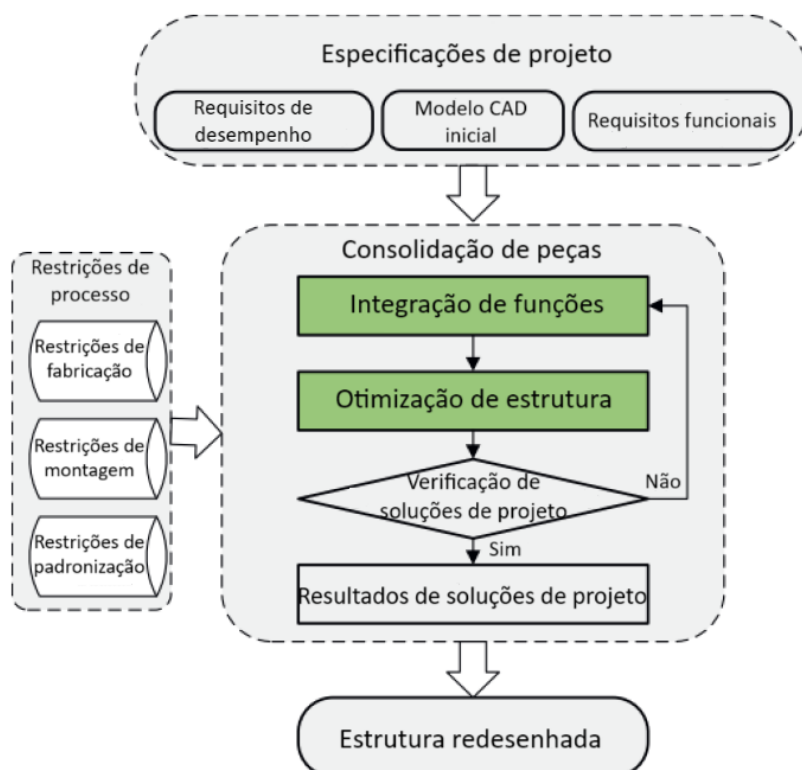 Especificações de projeto
Requisitos de
desempenho
Modelo CAD
inicial
Requisitos funcionais
Restrições de
processo
Restrições de
fabricação
Restrições de
montagem
Restrições de
padronização
Consolidação de peças
Integração de funções
Otimização de estrutura
Verificação de
soluções de projeto
Não
Sim
Resultados de soluções de projeto
Estrutura redesenhada